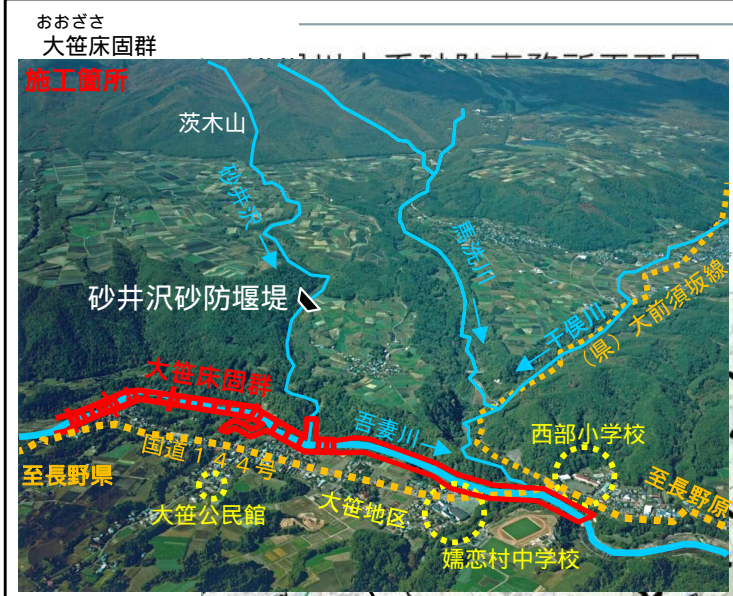 おおざさ
大笹床固群
施工箇所
茨木山
砂井沢
馬洗川
砂井沢砂防堰堤
千俣川
(県)大前須坂線
大笹床固群
吾妻川
国道144号
西部小学校
至長野県
至長野原
大笹公民館
大笹地区
嬬恋村中学校